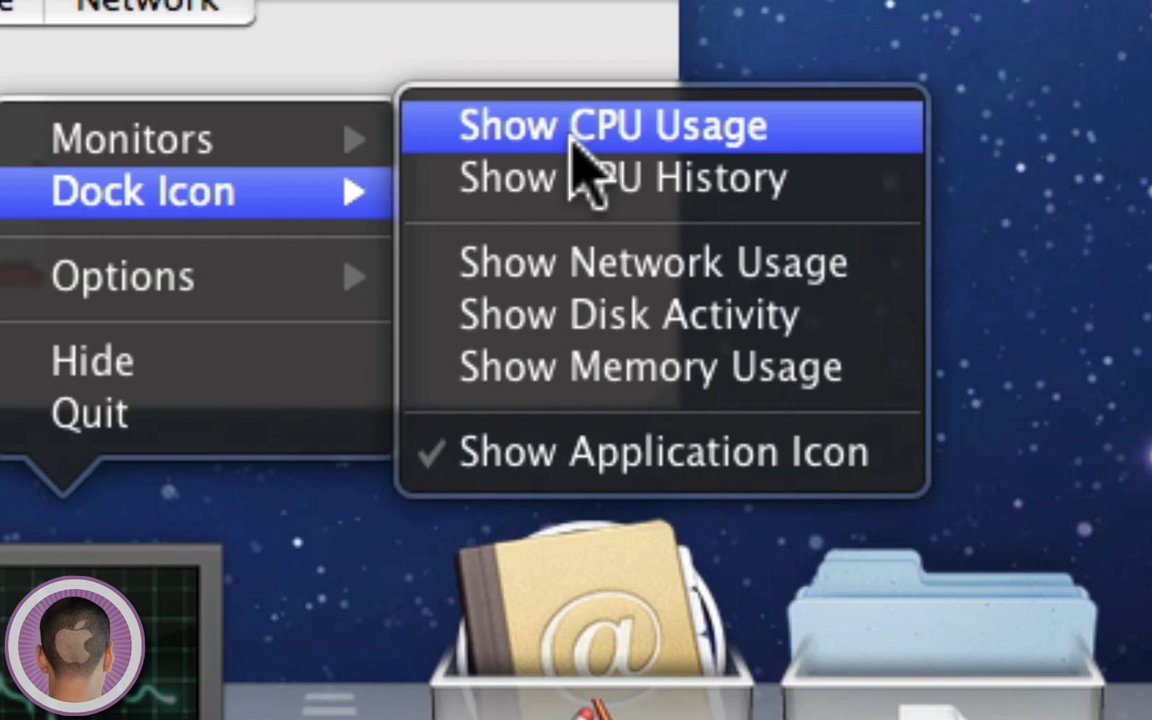 Network
Monitors
Dock Icon
Options
Hide
Quit
Show CPU Usage
Show CPU History
Show Network Usage
Show Disk Activity
Show Memory Usage
Show Application Icon
@